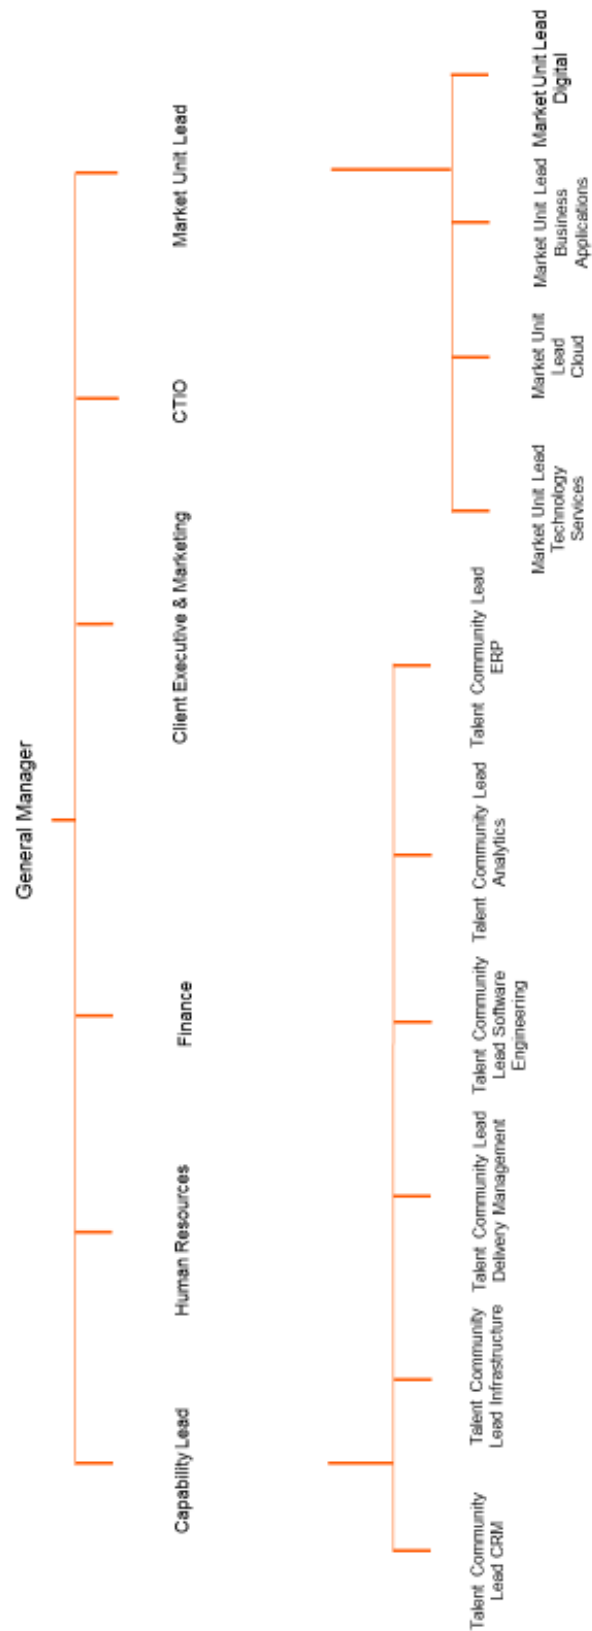 General Manager
Capability Lead
Human Resources
Finance
Client Executive & Marketing
CTIO
Market Unit Lead
Talent Community
Lead CRM
Talent Community
Lead Infrastructure
Talent Community Lead
Delivery Management
Talent Community
Lead Software
Engineering
Talent Community Lead
Analytics
Talent Community Lead
ERP
Market Unit Lead
Technology
Services
Market Unit
Lead
Cloud
Market Unit Lead
Business
Applications
Market Unit Lead
Digital